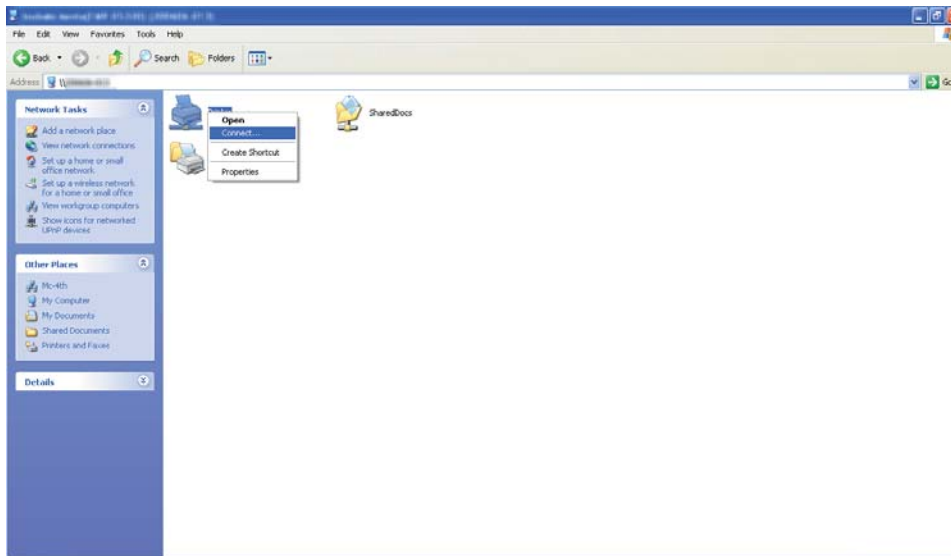 File Edit View Favorites Tools Help
Back Search Folders
Address \\
Network Tasks
Add a network place
View network connections
Set up a home or small
office network
Set up a wireless network
for a home or small office
View workgroup computers
Show icons for networked
UPnP devices
Other Places
Mc-4th
My Computer
My Documents
Shared Documents
Printers and Faxes
Details
Open
Connect...
Create Shortcut
Properties
SharedDocs